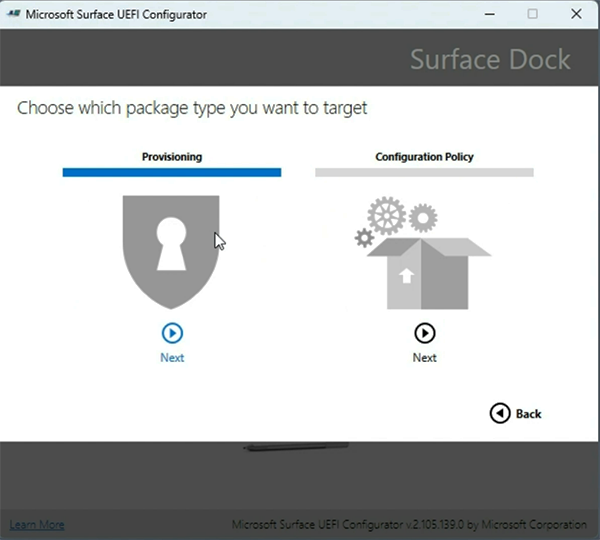 Microsoft Surface UEFI Configurator
Surface Dock
Choose which package type you want to target
Provisioning
Configuration Policy
Next
Next
Back
Learn More
Microsoft Surface UEFI Configurator v.2.105.139.0 by Microsoft Corporation